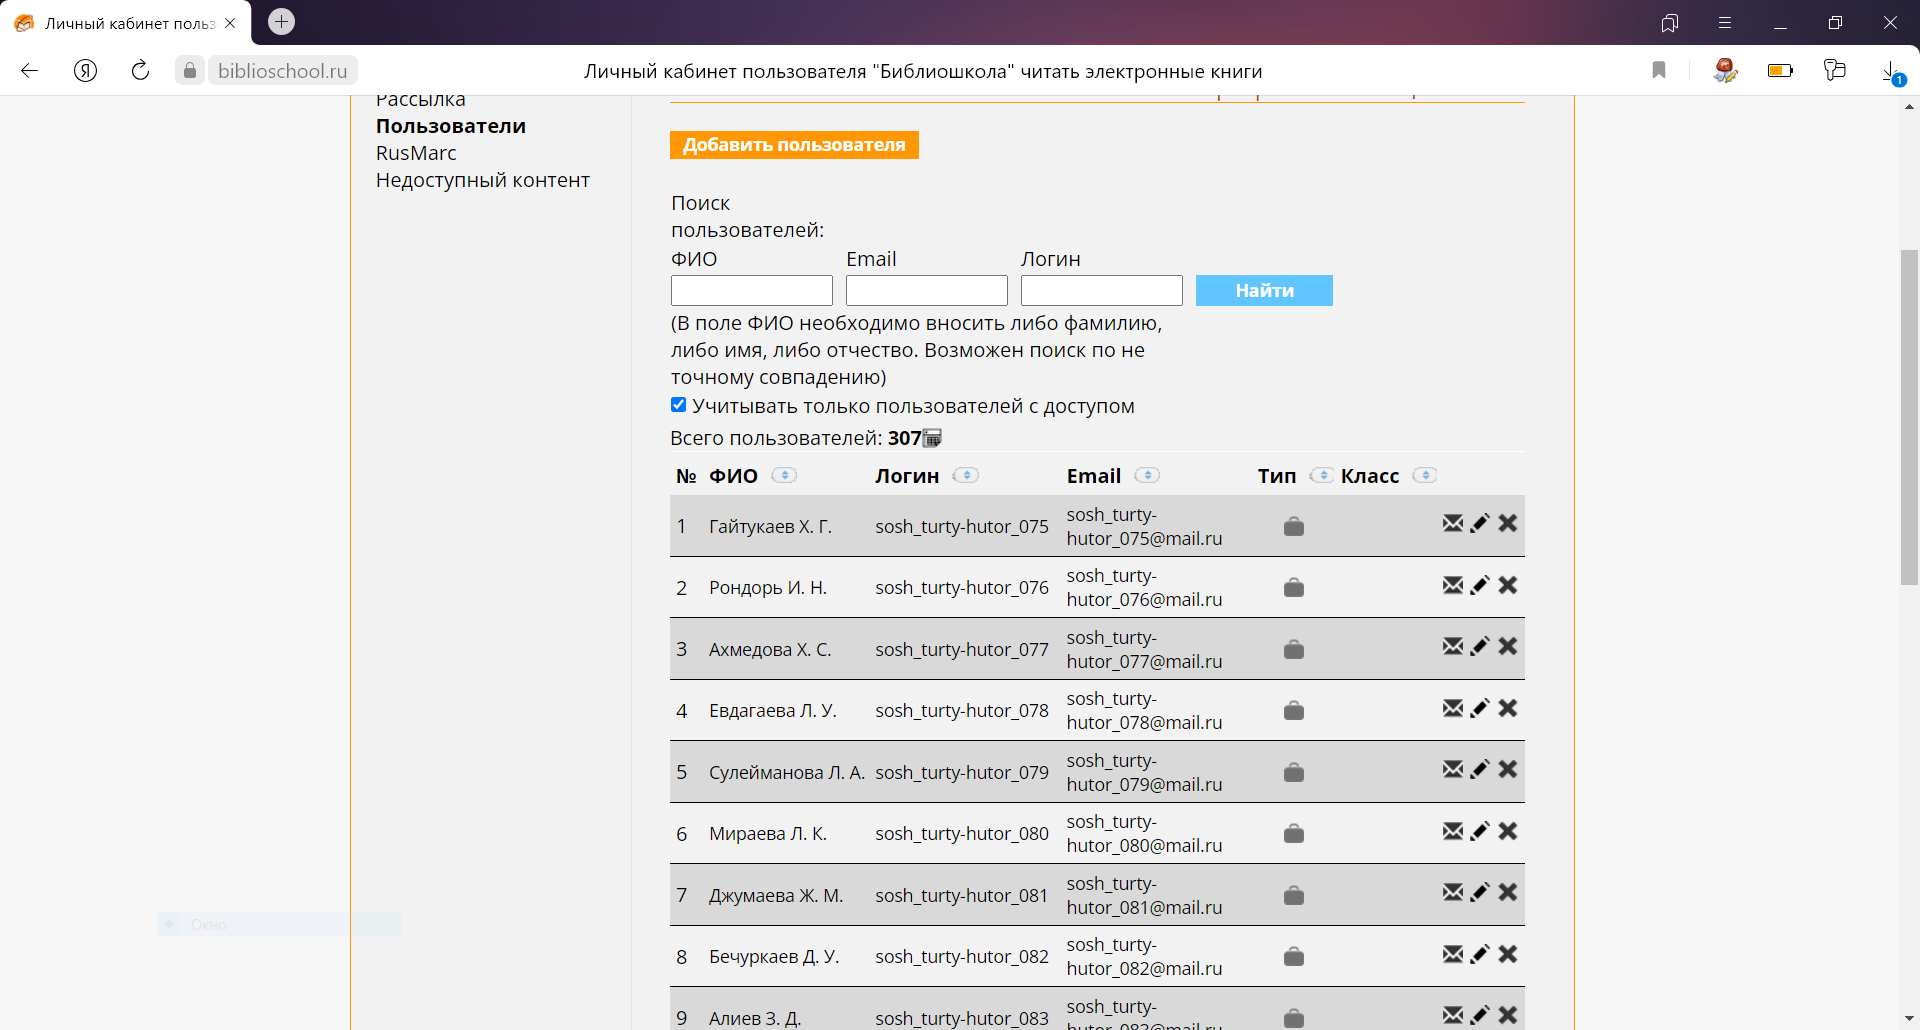 Личный кабинет польз
biblioschool.ru
Личный кабинет пользователя "Библиошкола" читать электронные книги
1
Рассылка
Пользователи
RusMarc
Недоступный контент
Добавить пользователя
Поиск
пользователей:
ФИО Email Логин
Найти
(В поле ФИО необходимо вносить либо фамилию,
либо имя, либо отчество. Возможен поиск по не
точному совпадению)
Учитывать только пользователей с доступом
Всего пользователей: 307
№ ФИО Логин Email Тип Класс
1 Гайтукаев Х. Г. sosh_turty-hutor_075 sosh_turty-
hutor_075@mail.ru
2 Рондорь И. Н. sosh_turty-hutor_076 sosh_turty-
hutor_076@mail.ru
3 Ахмедова Х. С. sosh_turty-hutor_077 sosh_turty-
hutor_077@mail.ru
4 Евдагаева Л. У. sosh_turty-hutor_078 sosh_turty-
hutor_078@mail.ru
5 Сулейманова Л. А. sosh_turty-hutor_079 sosh_turty-
hutor_079@mail.ru
6 Мираева Л. К. sosh_turty-hutor_080 sosh_turty-
hutor_080@mail.ru
7 Джумаева Ж. М. sosh_turty-hutor_081 sosh_turty-
hutor_081@mail.ru
Окно
8 Бечуркаев Д. У. sosh_turty-hutor_082 sosh_turty-
hutor_082@mail.ru
9 Алиев З. Д. sosh_turty-hutor_083 sosh_turty-
hutor_083@mail.ru